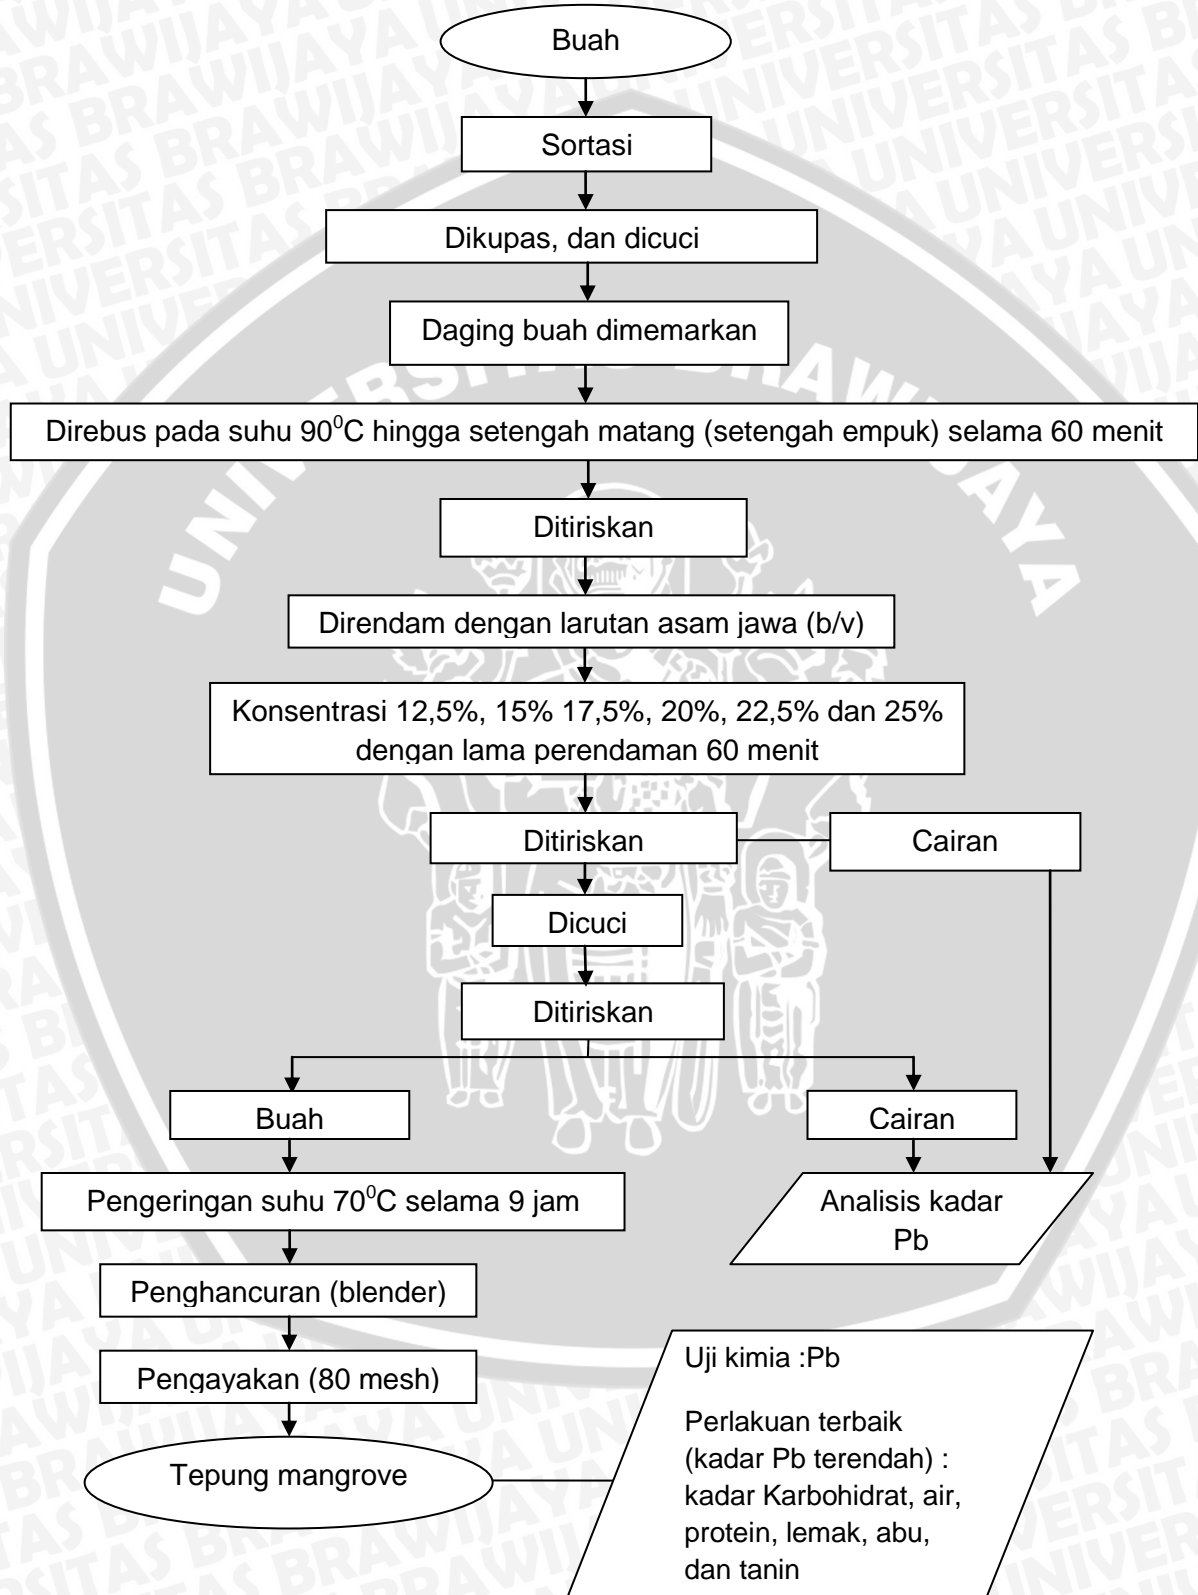 Buah
Sortasi
Dikupas, dan dicuci
Daging buah dimemarkan
Direbus pada suhu 90⁰C hingga setengah matang (setengah empuk) selama 60 menit
Ditiriskan
Direndam dengan larutan asam jawa (b/v)
Konsentrasi 12,5%, 15% 17,5%, 20%, 22,5% dan 25%
dengan lama perendaman 60 menit
Ditiriskan
Cairan
Dicuci
Ditiriskan
Buah
Cairan
Pengeringan suhu 70⁰C selama 9 jam
Analisis kadar
Pb
Penghancuran (blender)
Pengayakan (80 mesh)
Tepung mangrove
Uji kimia :Pb
Perlakuan terbaik
(kadar Pb terendah) :
kadar Karbohidrat, air,
protein, lemak, abu,
dan tanin
UNIVERSITAS BRAWIJAYA